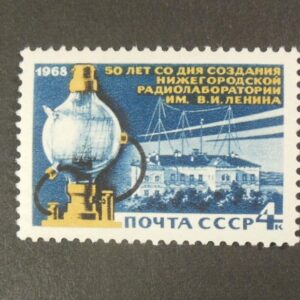 1968
50 ЛЕТ СО ДНЯ СОЗДАНИЯ
НИЖЕГОРОДСКОЙ
РАДИОЛАБОРАТОРИИ
ИМ. В.И. ЛЕНИНА
ПОЧТА СССР 4к